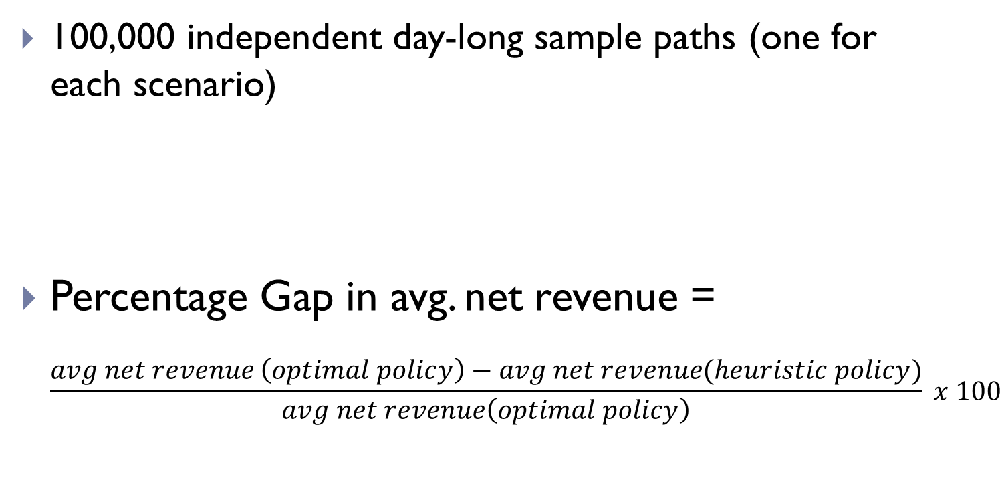 100,000 independent day-long sample paths (one for
each scenario)
Percentage Gap in avg. net revenue =
avg net revenue (optimal policy) − avg net revenue(heuristic policy)
avg net revenue(optimal policy)
x 100